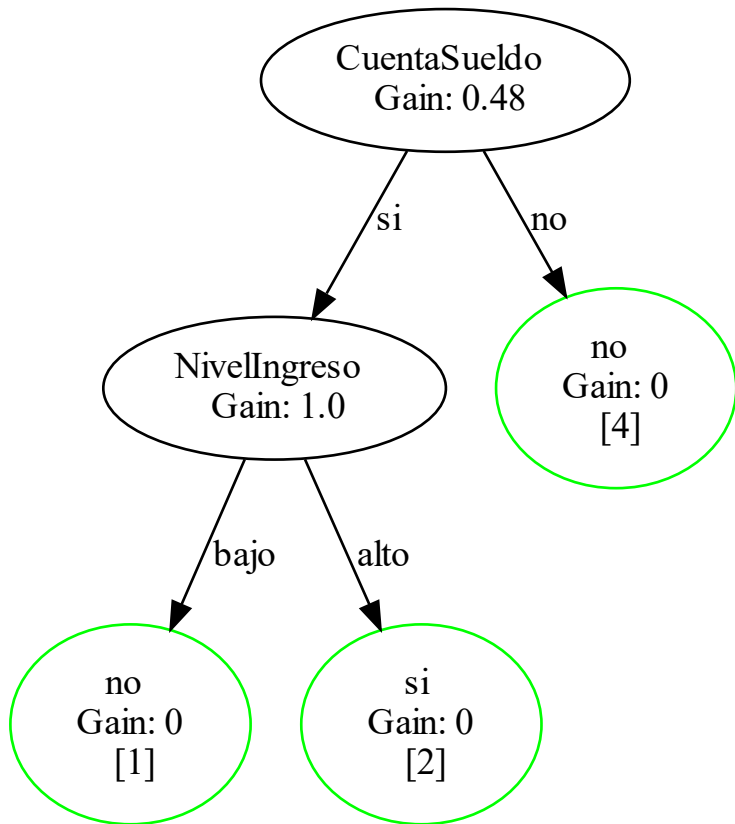 CuentaSueldo
Gain: 0.48
si
no
NivelIngreso
Gain: 1.0
no
Gain: 0
[4]
bajo
alto
no
Gain: 0
[1]
si
Gain: 0
[2]